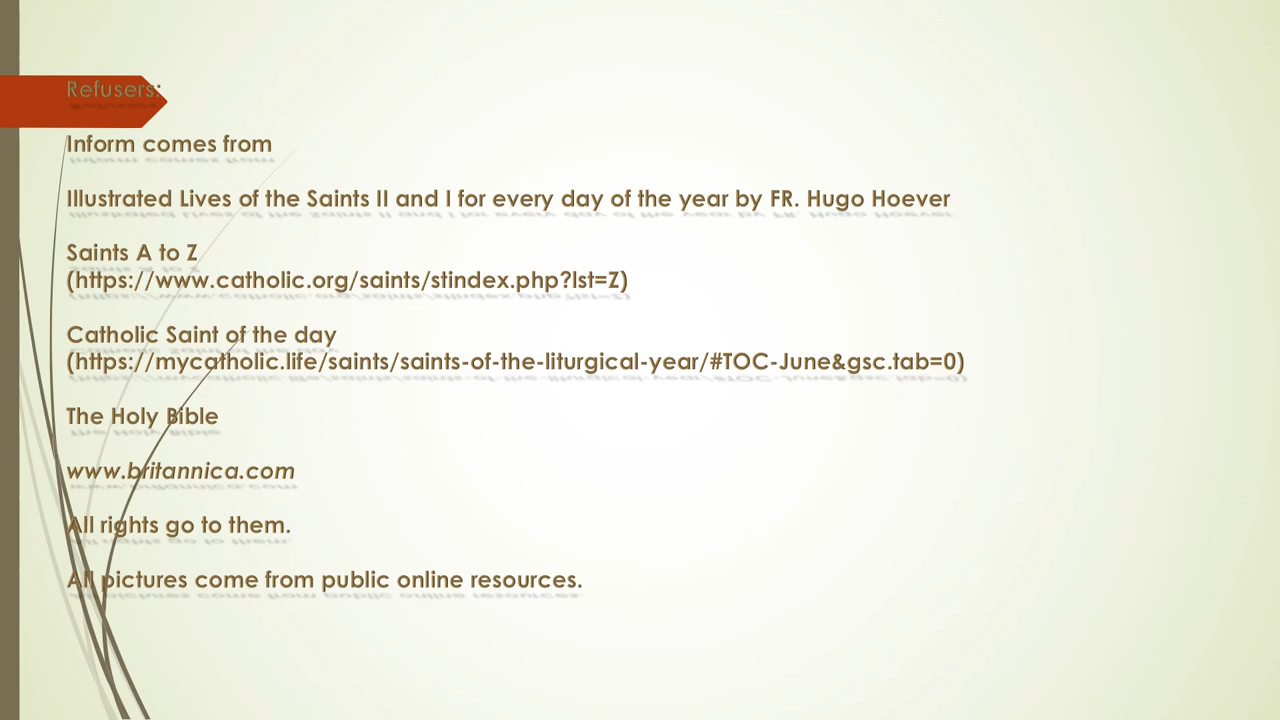 Refusers:
Inform comes from
Illustrated Lives of the Saints II and I for every day of the year by FR. Hugo Hoever
Saints A to Z
(https://www.catholic.org/saints/stindex.php?lst=Z)
Catholic Saint of the day
(https://mycatholic.life/saints/saints-of-the-liturgical-year/#TOC-June&gsc.tab=0)
The Holy Bible
www.britannica.com
All rights go to them.
All pictures come from public online resources.